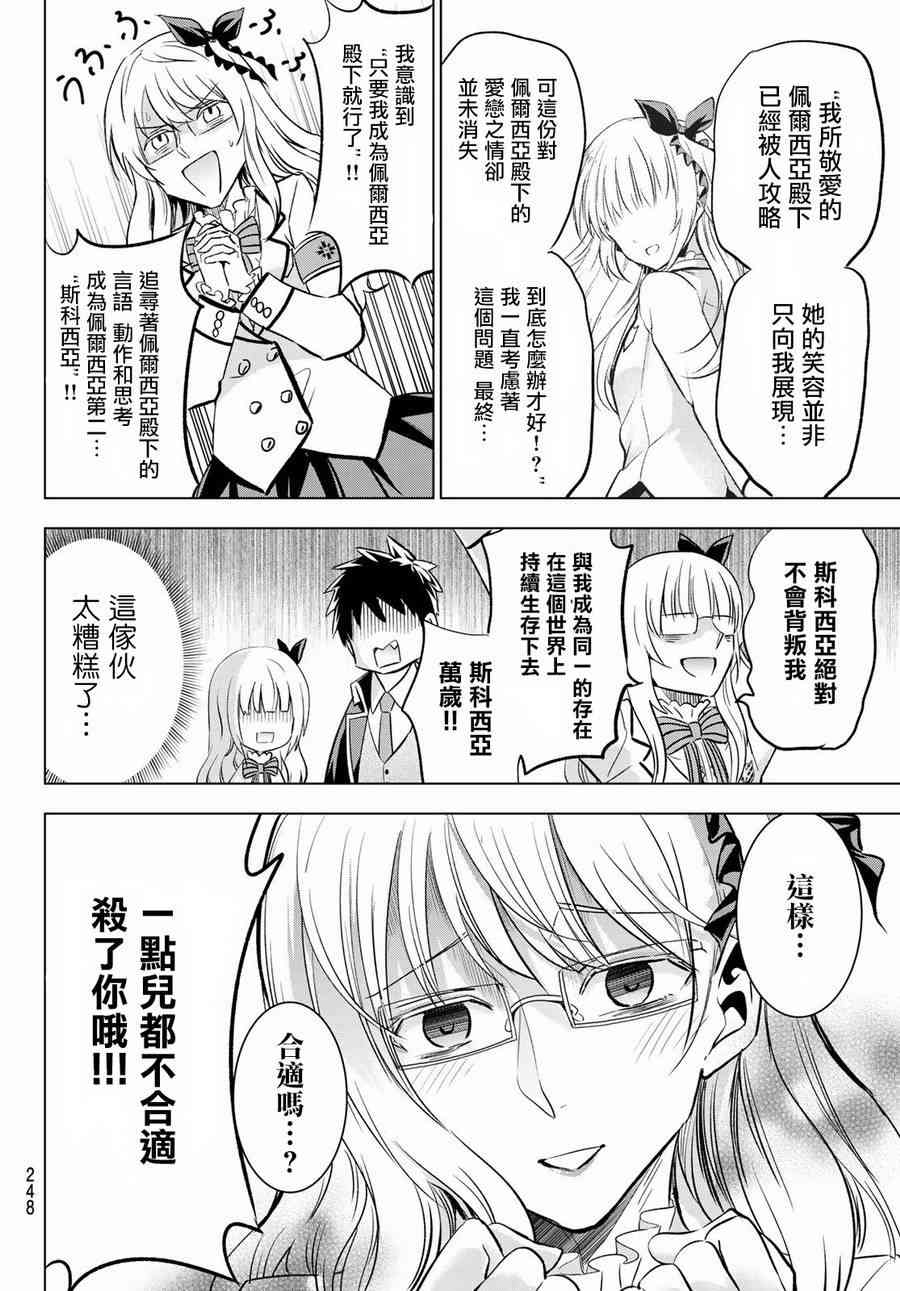 “我所敬愛的
佩爾西亞殿下
已經被人攻略
她的笑容並非
只向我展現…”
可這份對
佩爾西亞殿下的
愛戀之情卻
並未消失
到底怎麼辦才好！？
我一直考慮著
這個問題 最終…
我意識到
“只要我成為佩爾西亞
殿下就行了”!!
うふふふふ
追尋著佩爾西亞殿下的
言語 動作和思考
成為佩爾西亞第二…
“斯科西亞”!!
斯科西亞絕對
不會背叛我
與我成為同一的存在
在這個世界上
持續生存下去
斯科西亞
萬歲!!
這傢伙
太糟糕了…
這樣…
合適嗎…？
一點兒都不合適
殺了你哦!!!
248